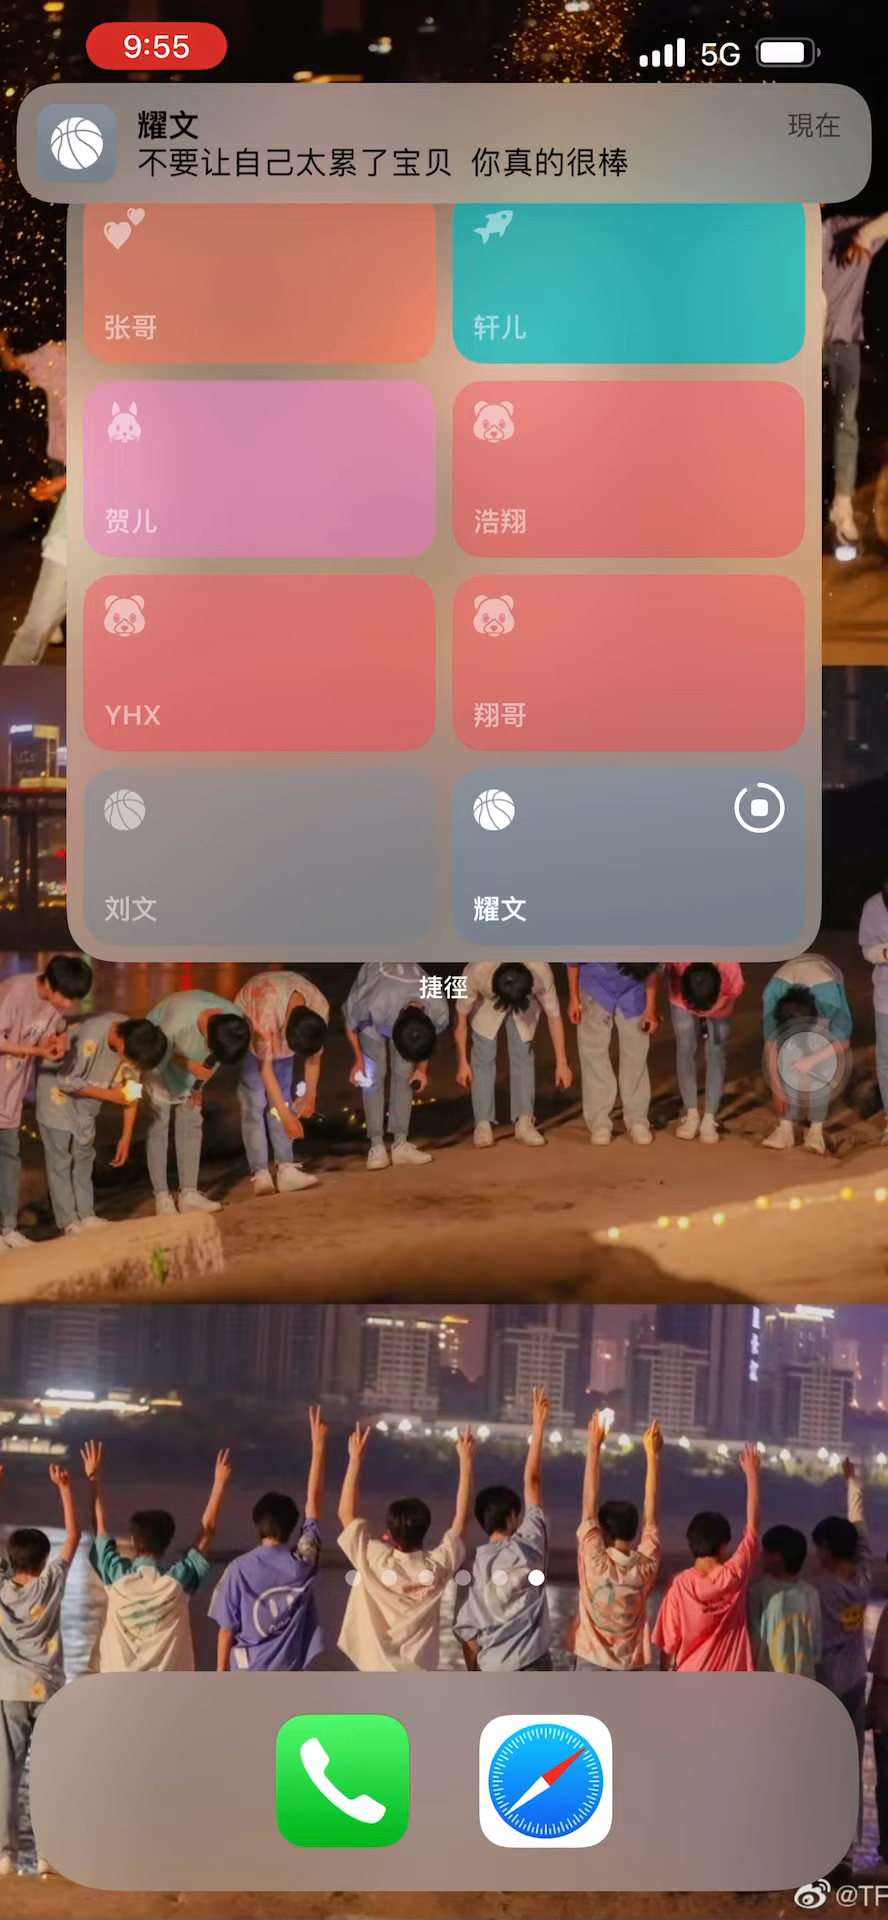 9:55
5G
耀文
現在
不要让自己太累了宝贝 你真的很棒
张哥
轩儿
贺儿
浩翔
YHX
翔哥
刘文
耀文
捷徑
@TF